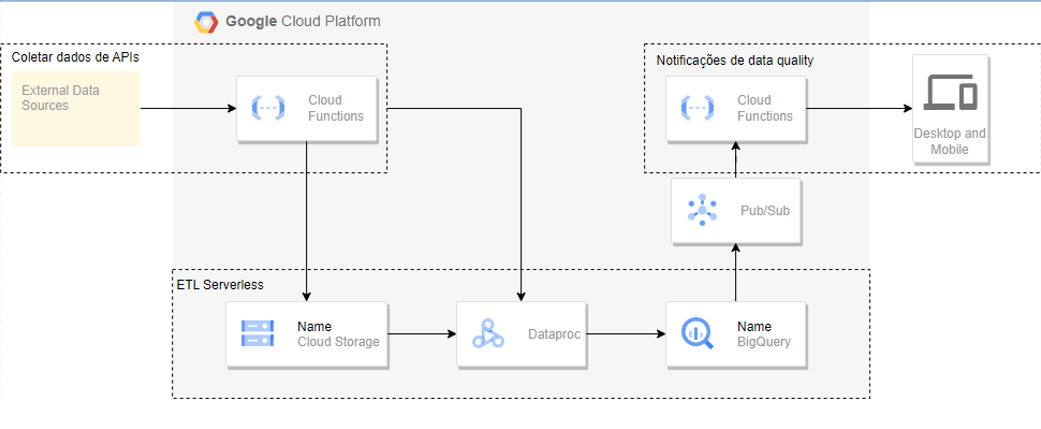 Google Cloud Platform
Coletar dados de APIs
External Data
Sources
Cloud
Functions
Notificações de data quality
Cloud
Functions
Desktop and
Mobile
Pub/Sub
ETL Serverless
Name
Cloud Storage
Dataproc
Name
BigQuery